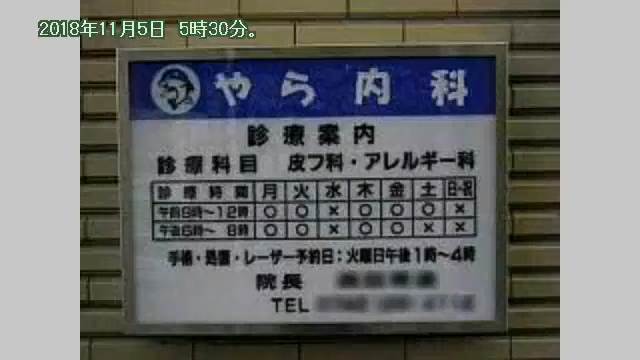 2018年11月5日 5時30分。
やら内科
診療案内
診療科目 皮フ科・アレルギー科
診療時間 月 火 水 木 金 土 日・祝
午前9時〜12時 ○ ○ × ○ ○ ○ ×
午後6時〜 8時 ○ ○ × ○ ○ × ×
手術・処置・レーザー予約日：火曜日午後1時〜4時
院長
TEL